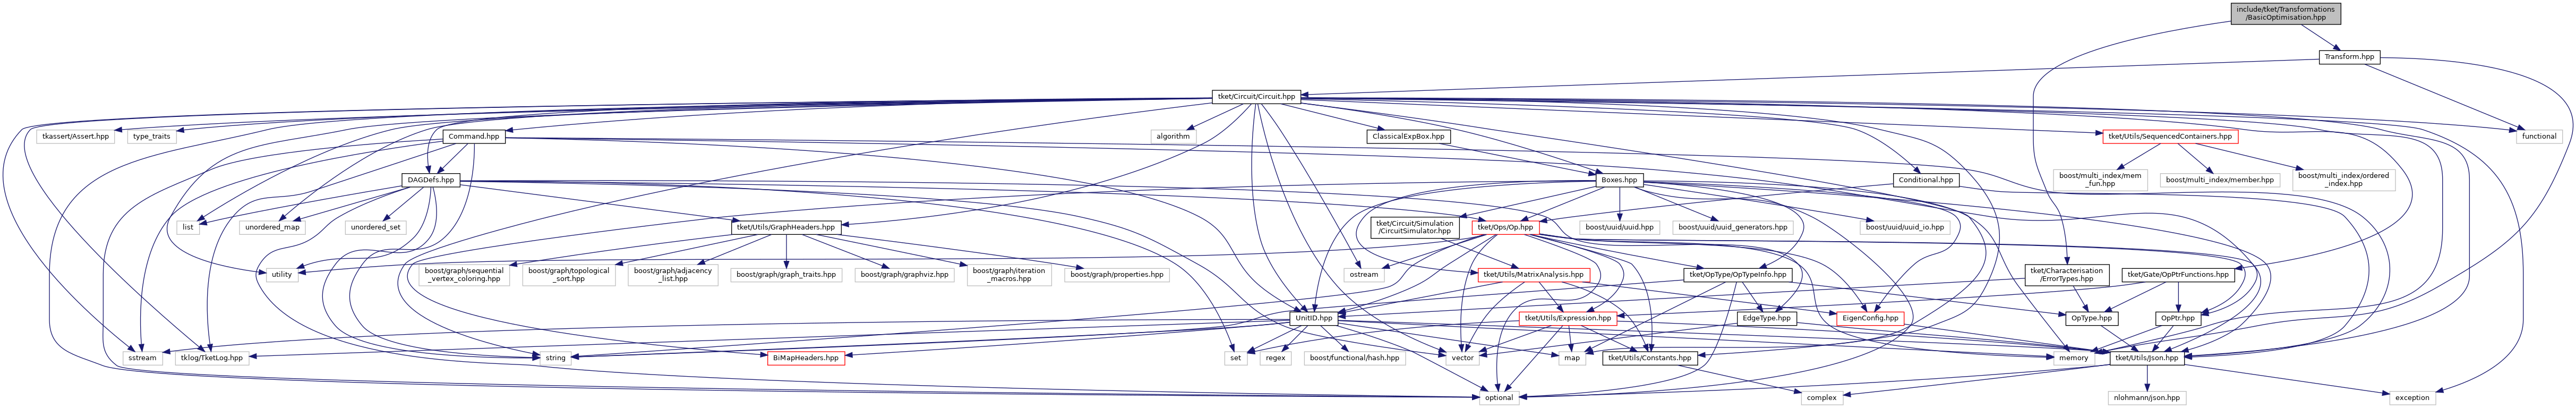 include/tket/Transformations
/BasicOptimisation.hpp
Transform.hpp
tket/Circuit/Circuit.hpp
tkassert/Assert.hpp
type_traits
Command.hpp
algorithm
ClassicalExpBox.hpp
tket/Utils/SequencedContainers.hpp
functional
DAGDefs.hpp
Boxes.hpp
Conditional.hpp
boost/multi_index/mem
_fun.hpp
boost/multi_index/member.hpp
boost/multi_index/ordered
_index.hpp
list
unordered_map
unordered_set
tket/Utils/GraphHeaders.hpp
tket/Circuit/Simulation
/CircuitSimulator.hpp
tket/Ops/Op.hpp
boost/uuid/uuid.hpp
boost/uuid/uuid_generators.hpp
boost/uuid/uuid_io.hpp
utility
boost/graph/sequential
_vertex_coloring.hpp
boost/graph/topological
_sort.hpp
boost/graph/adjacency
_list.hpp
boost/graph/graph_traits.hpp
boost/graph/graphviz.hpp
boost/graph/iteration
_macros.hpp
boost/graph/properties.hpp
ostream
tket/Utils/MatrixAnalysis.hpp
tket/OpType/OpTypeInfo.hpp
tket/Characterisation
/ErrorTypes.hpp
tket/Gate/OpPtrFunctions.hpp
UnitID.hpp
tket/Utils/Expression.hpp
EdgeType.hpp
EigenConfig.hpp
OpType.hpp
OpPtr.hpp
sstream
tklog/TketLog.hpp
string
BiMapHeaders.hpp
set
regex
boost/functional/hash.hpp
vector
map
tket/Utils/Constants.hpp
memory
tket/Utils/Json.hpp
optional
complex
nlohmann/json.hpp
exception